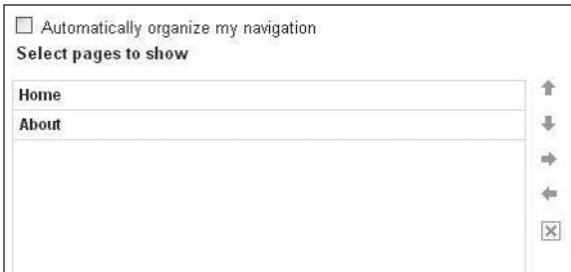 Automatically organize my navigation
Select pages to show
Home
About